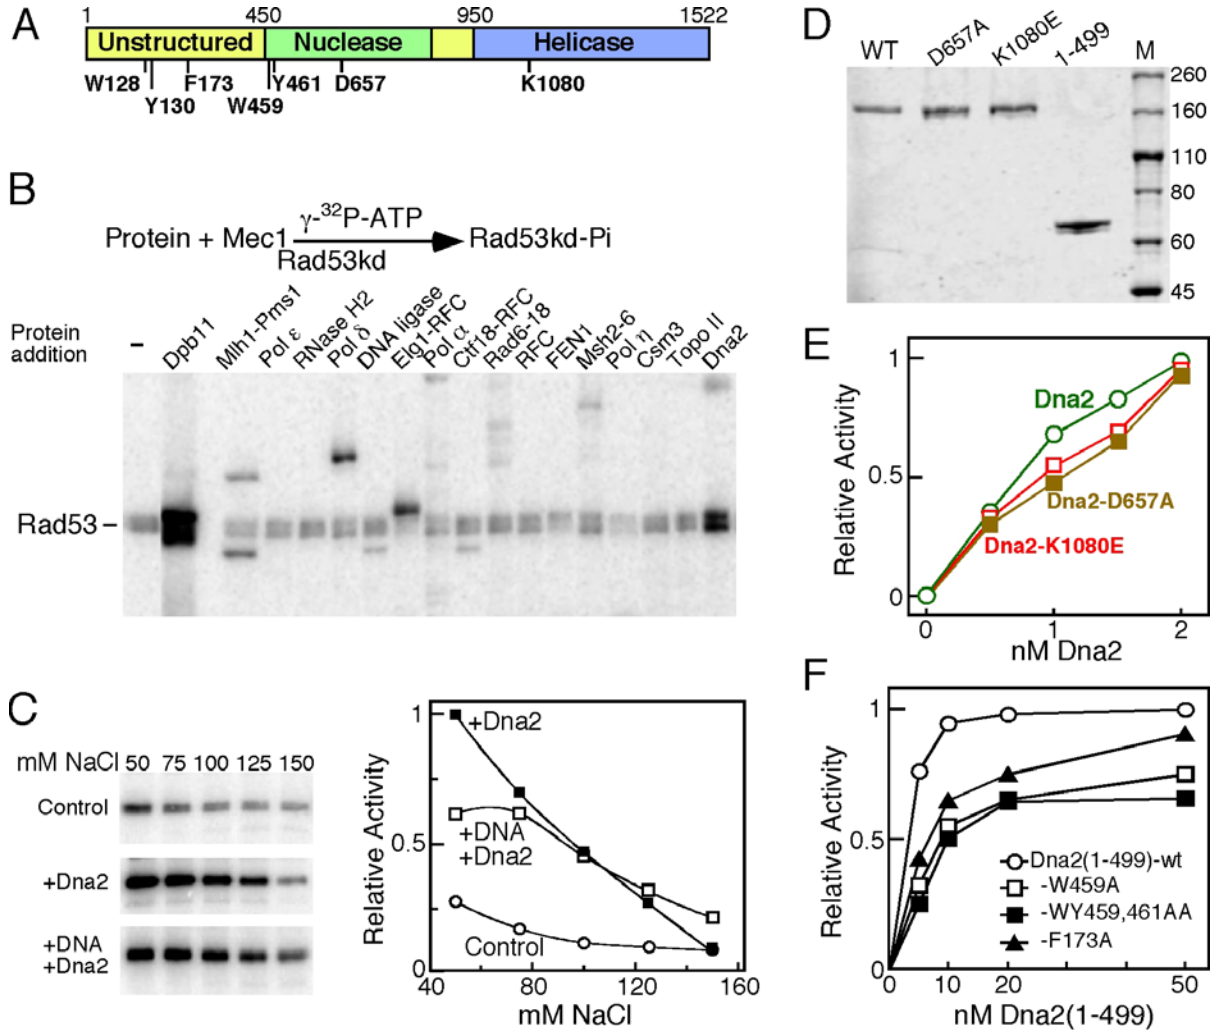 A
1 450 950 1522
Unstructured Nuclease Helicase
W128 F173 Y461 D657 K1080
Y130 W459
B
γ-³²P-ATP
Protein + Mec1 Rad53kd-Pi
Rad53kd
Protein addition
– Dpb11 Mlh1-Pms1 Pol ε RNase H2 Pol δ DNA ligase Elg1-RFC Pol α Ctf18-RFC Rad6-18 RFC FEN1 Msh2-6 Pol η Csm3 Topo II Dna2
Rad53 –
C
mM NaCl 50 75 100 125 150
Control
+Dna2
+DNA
+Dna2
1
0.5
0
Relative Activity
+Dna2
+DNA
+Dna2
Control
40 80 120 160
mM NaCl
D
WT D657A K1080E 1-499 M
260
160
110
80
60
45
E
1
0.5
0
Relative Activity
Dna2
Dna2-D657A
Dna2-K1080E
0 1 2
nM Dna2
F
1
0.5
0
Relative Activity
Dna2(1-499)-wt
-W459A
-WY459,461AA
-F173A
10 20 50
nM Dna2(1-499)